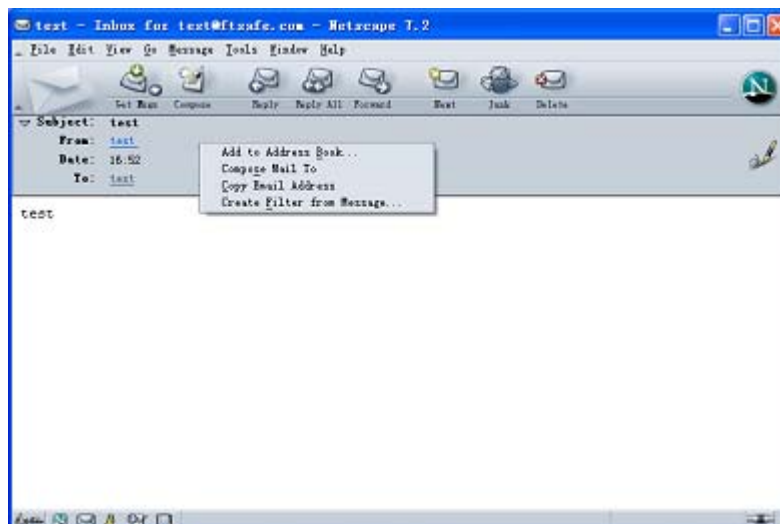 test - Inbox for test@ftsafe.com - Netscape 7.2
File Edit View Go Message Tools Window Help
Get Msgs Compose Reply Reply All Forward Next Junk Delete
N
Subject: test
From: test
Date: 16:52
To: test
Add to Address Book...
Compose Mail To
Copy Email Address
Create Filter from Message...
test